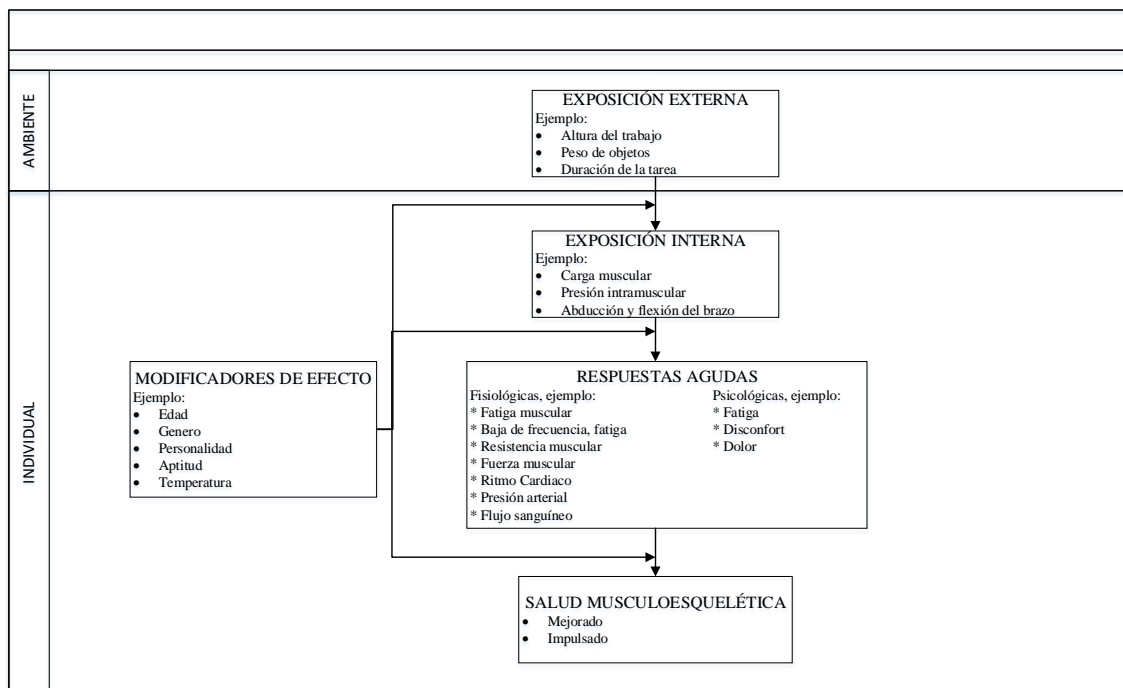 AMBIENTE
EXPOSICIÓN EXTERNA
Ejemplo:
• Altura del trabajo
• Peso de objetos
• Duración de la tarea
INDIVIDUAL
EXPOSICIÓN INTERNA
Ejemplo:
• Carga muscular
• Presión intramuscular
• Abducción y flexión del brazo
MODIFICADORES DE EFECTO
Ejemplo:
• Edad
• Genero
• Personalidad
• Aptitud
• Temperatura
RESPUESTAS AGUDAS
Fisiológicas, ejemplo:
* Fatiga muscular
* Baja de frecuencia, fatiga
* Resistencia muscular
* Fuerza muscular
* Ritmo Cardiaco
* Presión arterial
* Flujo sanguíneo
Psicológicas, ejemplo:
* Fatiga
* Disconfort
* Dolor
SALUD MUSCULOESQUELÉTICA
• Mejorado
• Impulsado